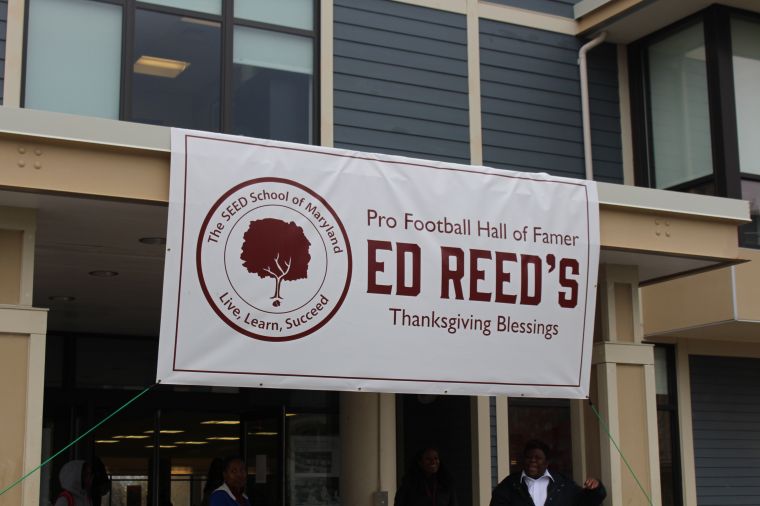 The SEED School of Maryland
Live, Learn, Succeed
Pro Football Hall of Famer
ED REED'S
Thanksgiving Blessings